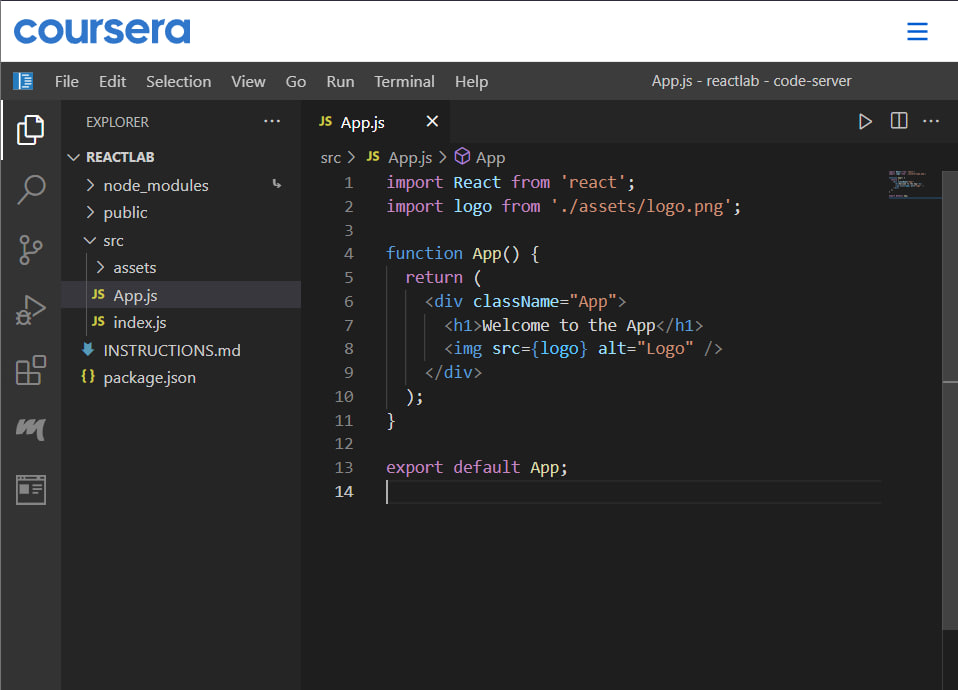 coursera
File Edit Selection View Go Run Terminal Help App.js - reactlab - code-server
EXPLORER
REACTLAB
node_modules
public
src
assets
JS App.js
JS index.js
INSTRUCTIONS.md
{} package.json
JS App.js
src > JS App.js > App
1 import React from 'react';
2 import logo from './assets/logo.png';
3
4 function App() {
5 return (
6 <div className="App">
7 <h1>Welcome to the App</h1>
8 <img src={logo} alt="Logo" />
9 </div>
10 );
11 }
12
13 export default App;
14